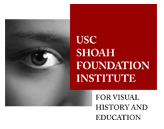 USC
SHOAH
FOUNDATION
INSTITUTE
FOR VISUAL
HISTORY AND
EDUCATION